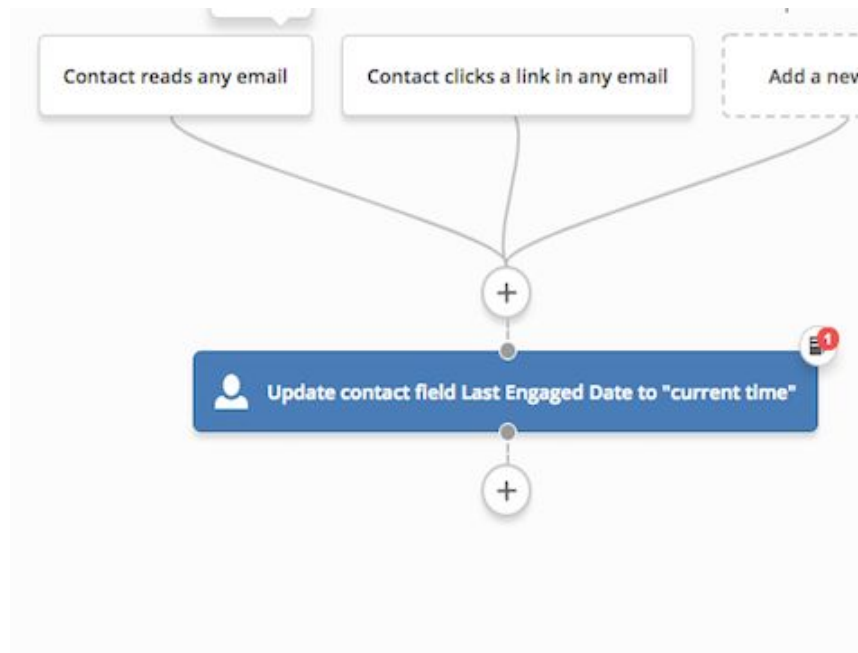 Contact reads any email
Contact clicks a link in any email
Add a new
1
Update contact field Last Engaged Date to "current time"